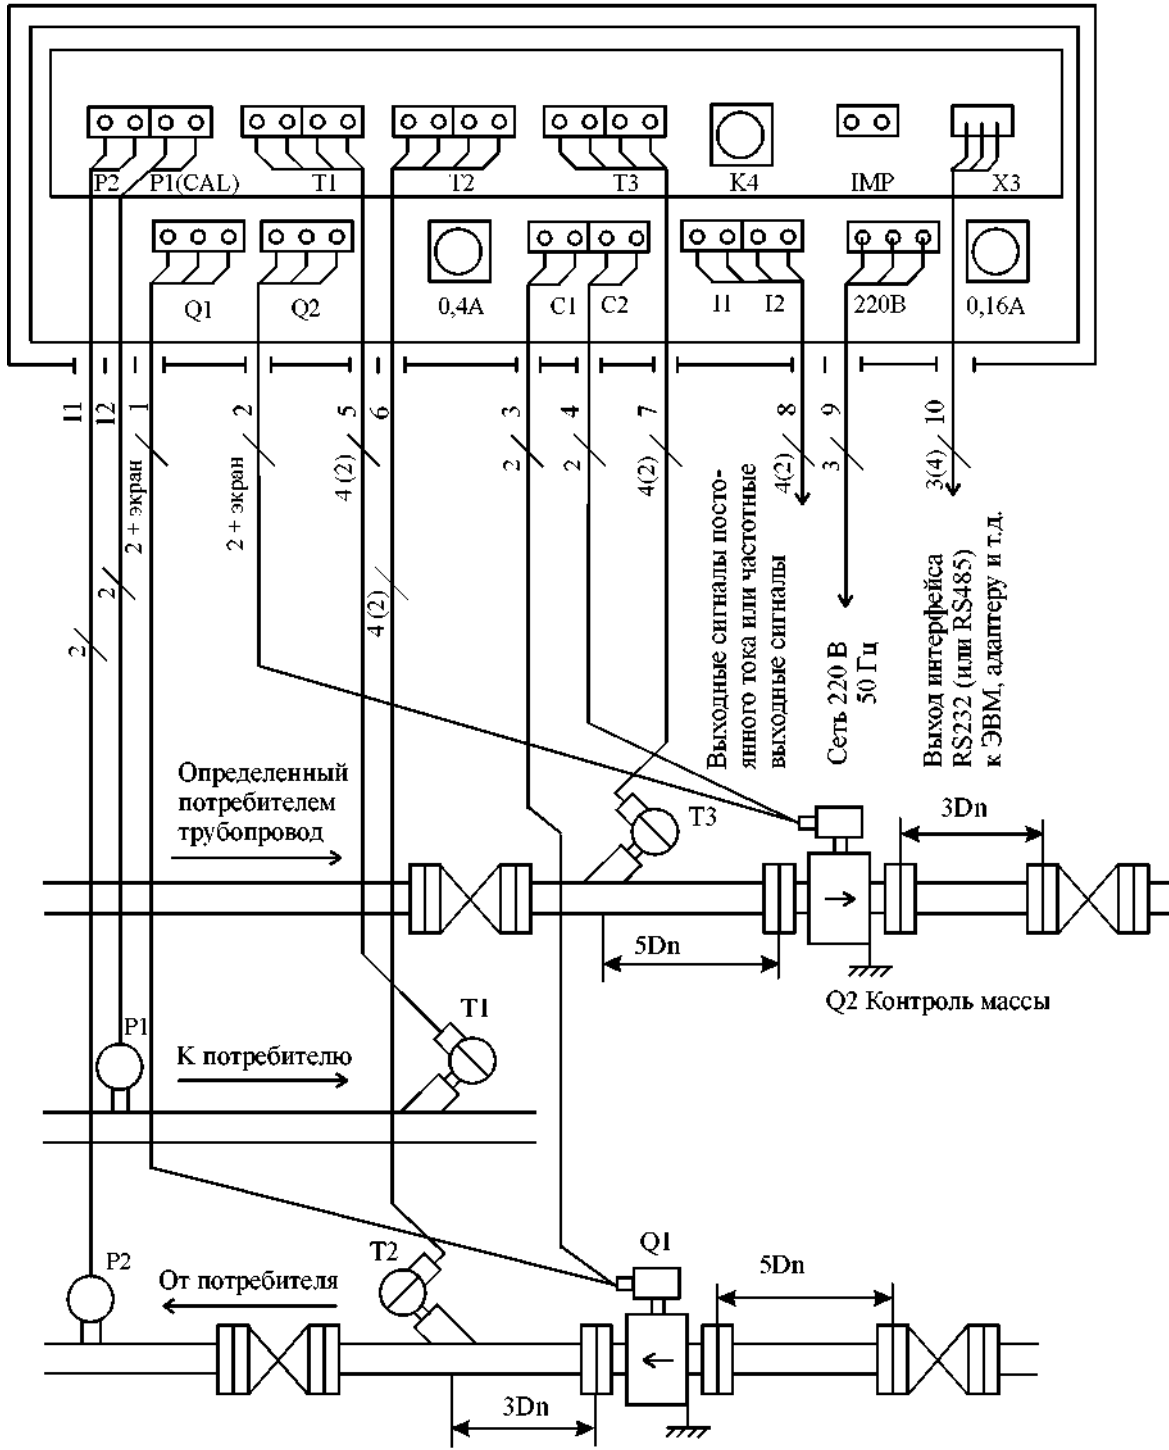 P2
P1(CAL)
T1
T2
T3
K4
IMP
X3
Q1
Q2
0,4A
C1
C2
I1
I2
220В
0,16A
11
12
1
2
5
6
3
4
7
8
9
10
2
2
2 + экран
2 + экран
4 (2)
4 (2)
2
2
4(2)
4(2)
3
3(4)
Выходные сигналы посто-
янного тока или частотные
выходные сигналы
Сеть 220 В
50 Гц
Выход интерфейса
RS232 (или RS485)
к ЭВМ, адаптеру и т.д.
Определенный
потребителем
трубопровод
T3
3Dn
5Dn
Q2 Контроль массы
P1
К потребителю
T1
P2
От потребителя
T2
Q1
5Dn
3Dn